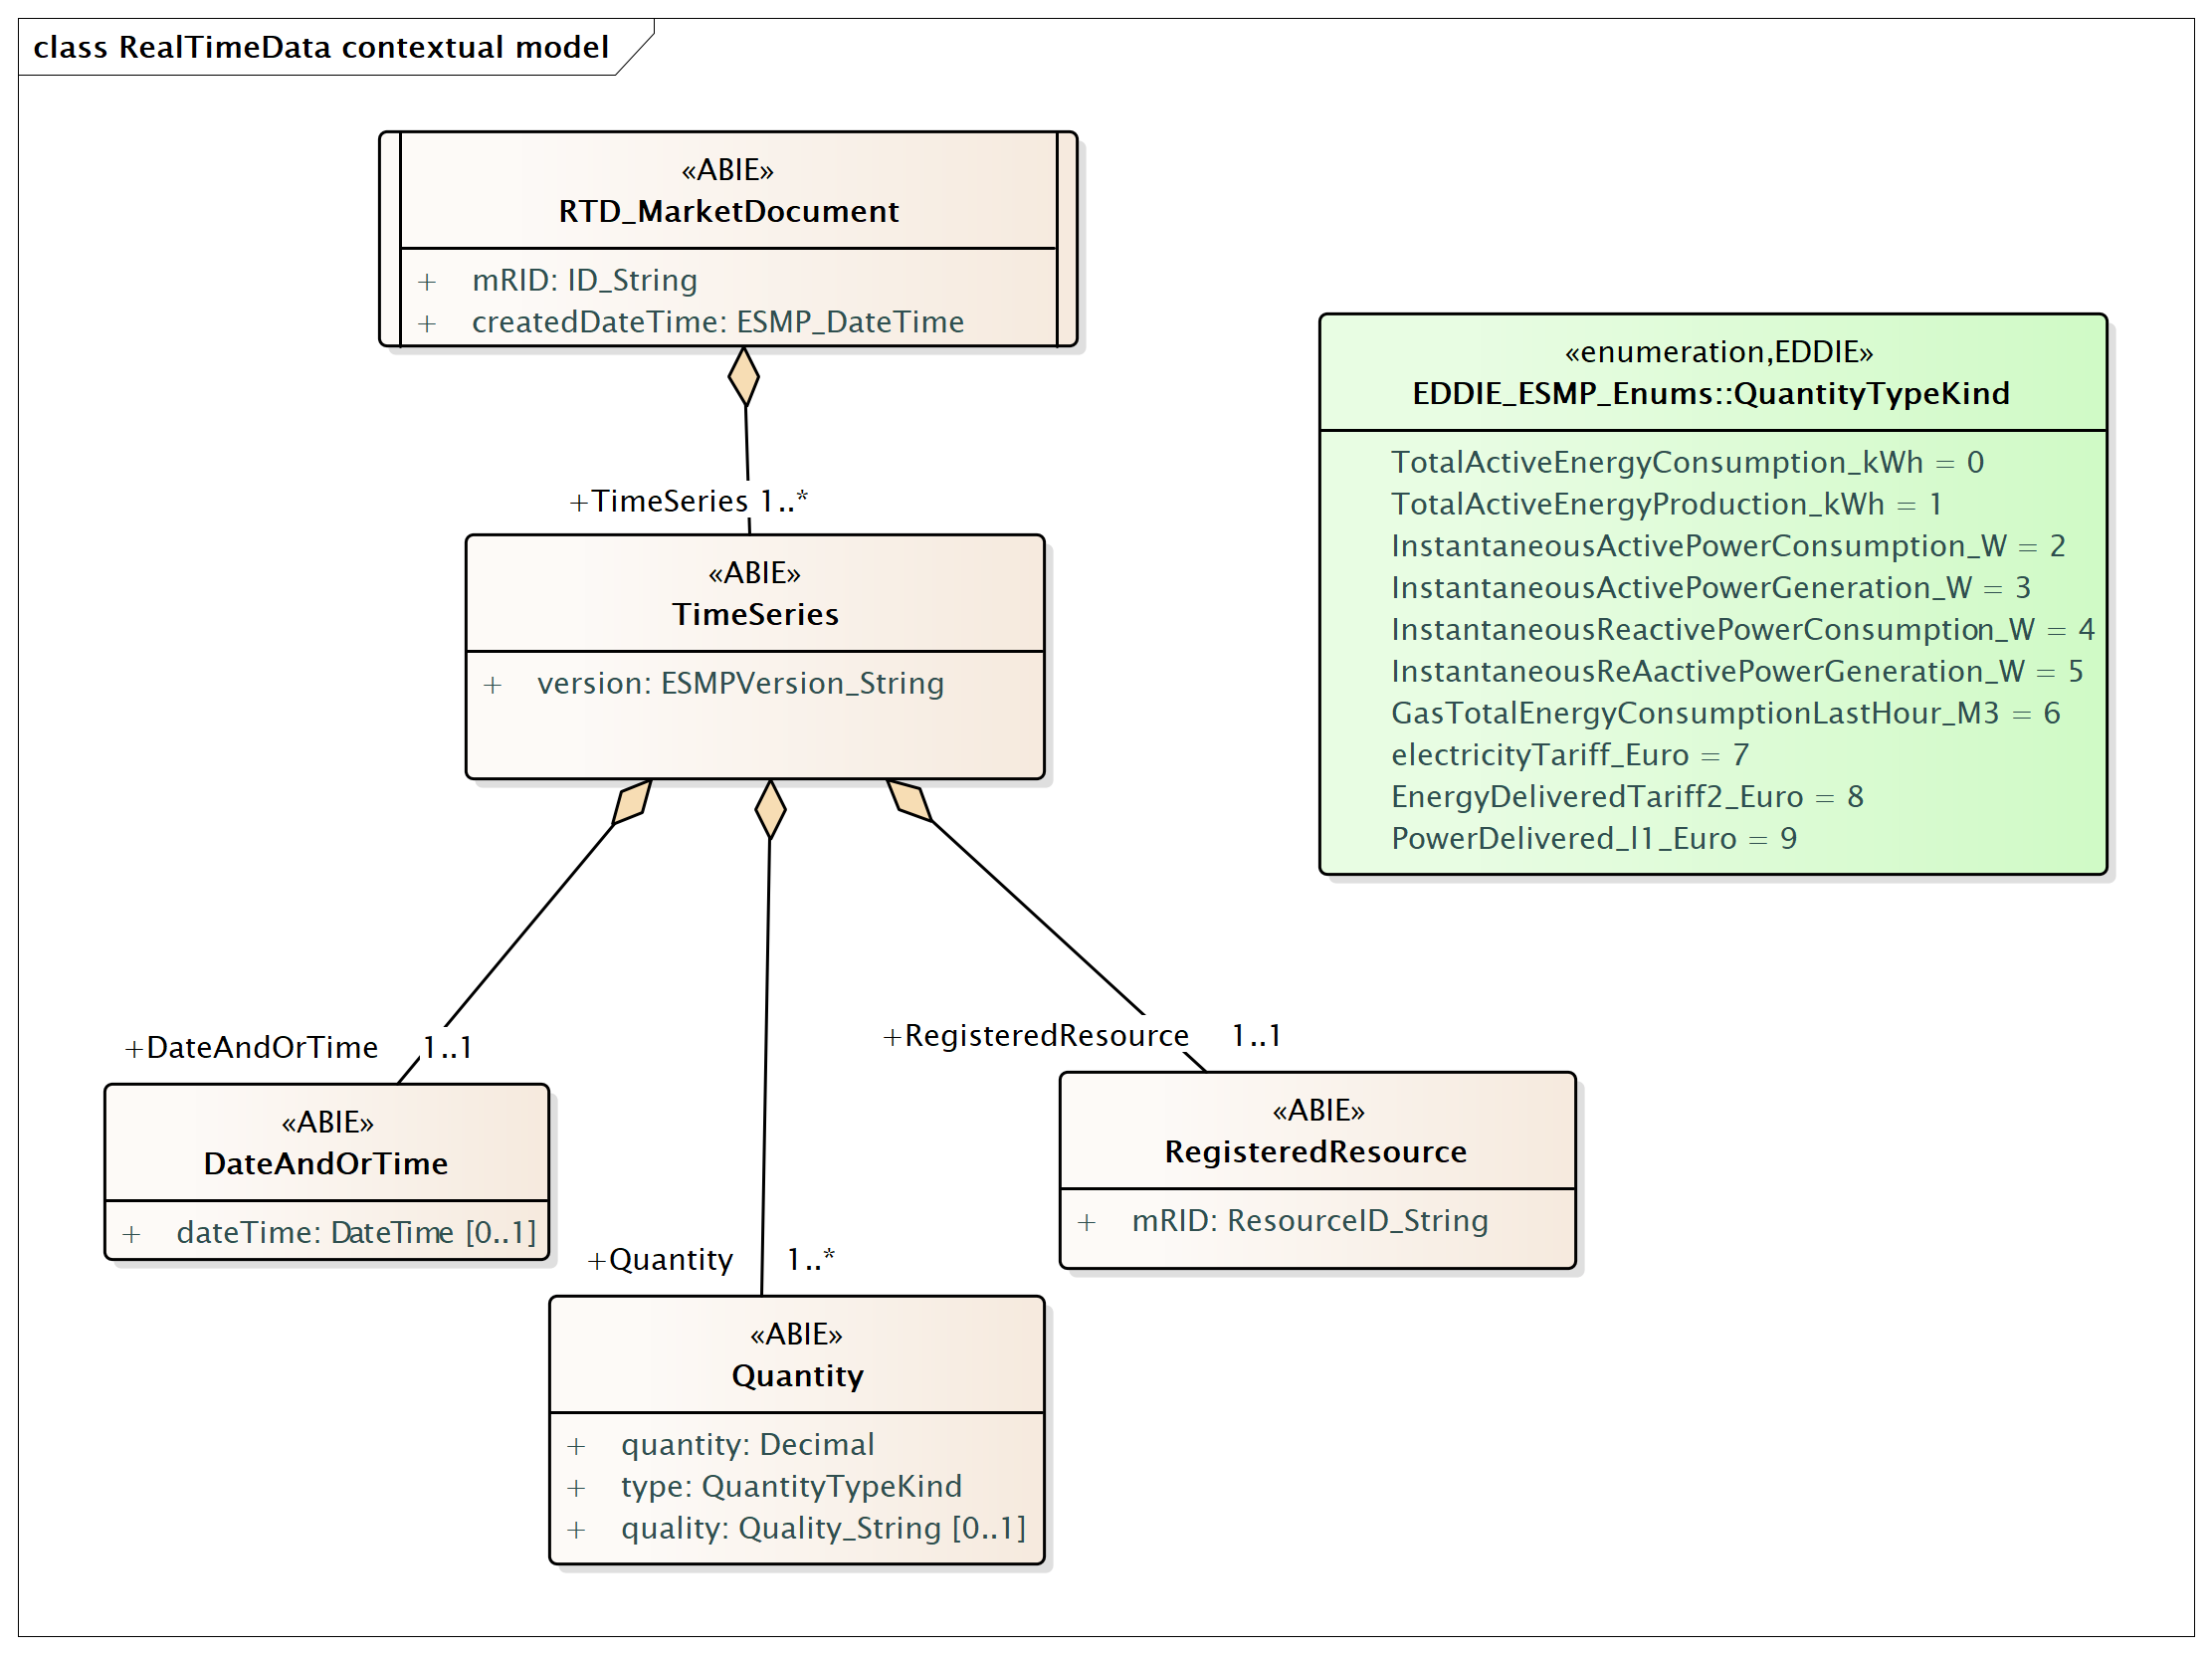 class RealTimeData contextual model
«ABIE»
RTD_MarketDocument
+ mRID: ID_String
+ createdDateTime: ESMP_DateTime
«enumeration,EDDIE»
EDDIE_ESMP_Enums::QuantityTypeKind
TotalActiveEnergyConsumption_kWh = 0
TotalActiveEnergyProduction_kWh = 1
InstantaneousActivePowerConsumption_W = 2
InstantaneousActivePowerGeneration_W = 3
InstantaneousReactivePowerConsumption_W = 4
InstantaneousReAactivePowerGeneration_W = 5
GasTotalEnergyConsumptionLastHour_M3 = 6
electricityTariff_Euro = 7
EnergyDeliveredTariff2_Euro = 8
PowerDelivered_l1_Euro = 9
+TimeSeries 1..*
«ABIE»
TimeSeries
+ version: ESMPVersion_String
+DateAndOrTime 1..1
«ABIE»
DateAndOrTime
+ dateTime: DateTime [0..1]
+RegisteredResource 1..1
«ABIE»
RegisteredResource
+ mRID: ResourceID_String
+Quantity 1..*
«ABIE»
Quantity
+ quantity: Decimal
+ type: QuantityTypeKind
+ quality: Quality_String [0..1]